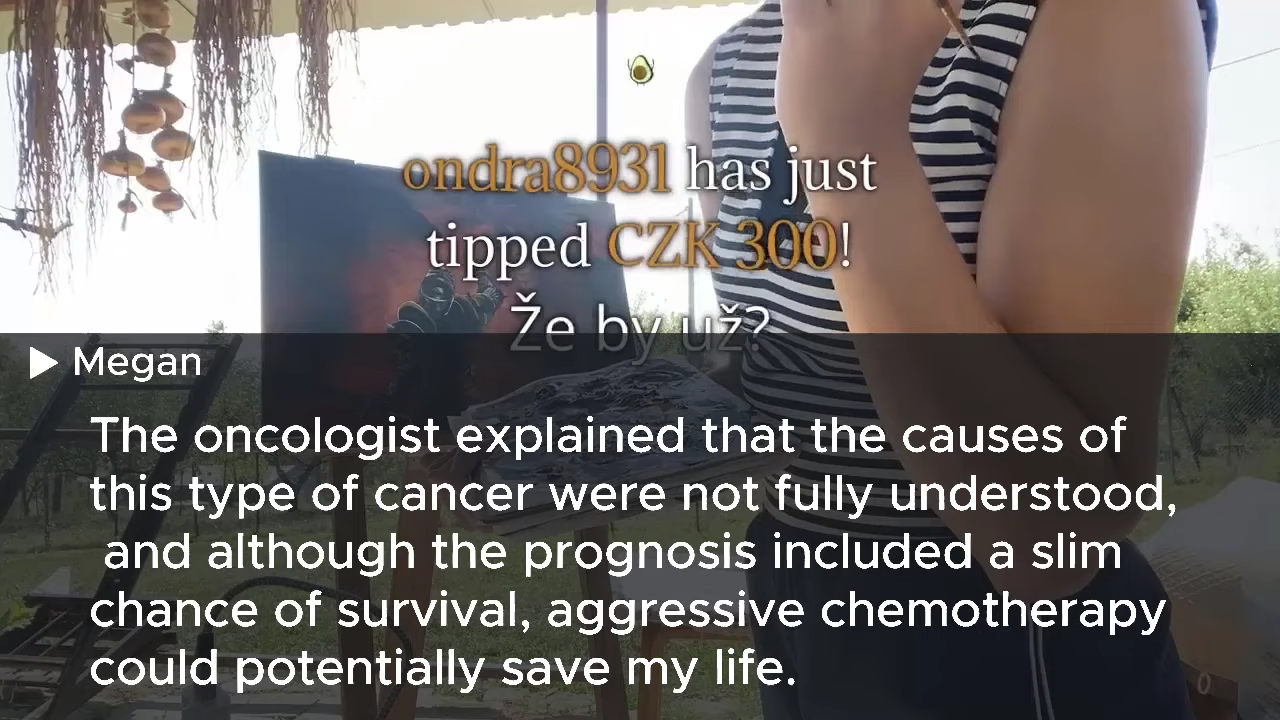 ondra8931 has just
tipped CZK 300!
Že by už?
Megan
The oncologist explained that the causes of
this type of cancer were not fully understood,
and although the prognosis included a slim
chance of survival, aggressive chemotherapy
could potentially save my life.